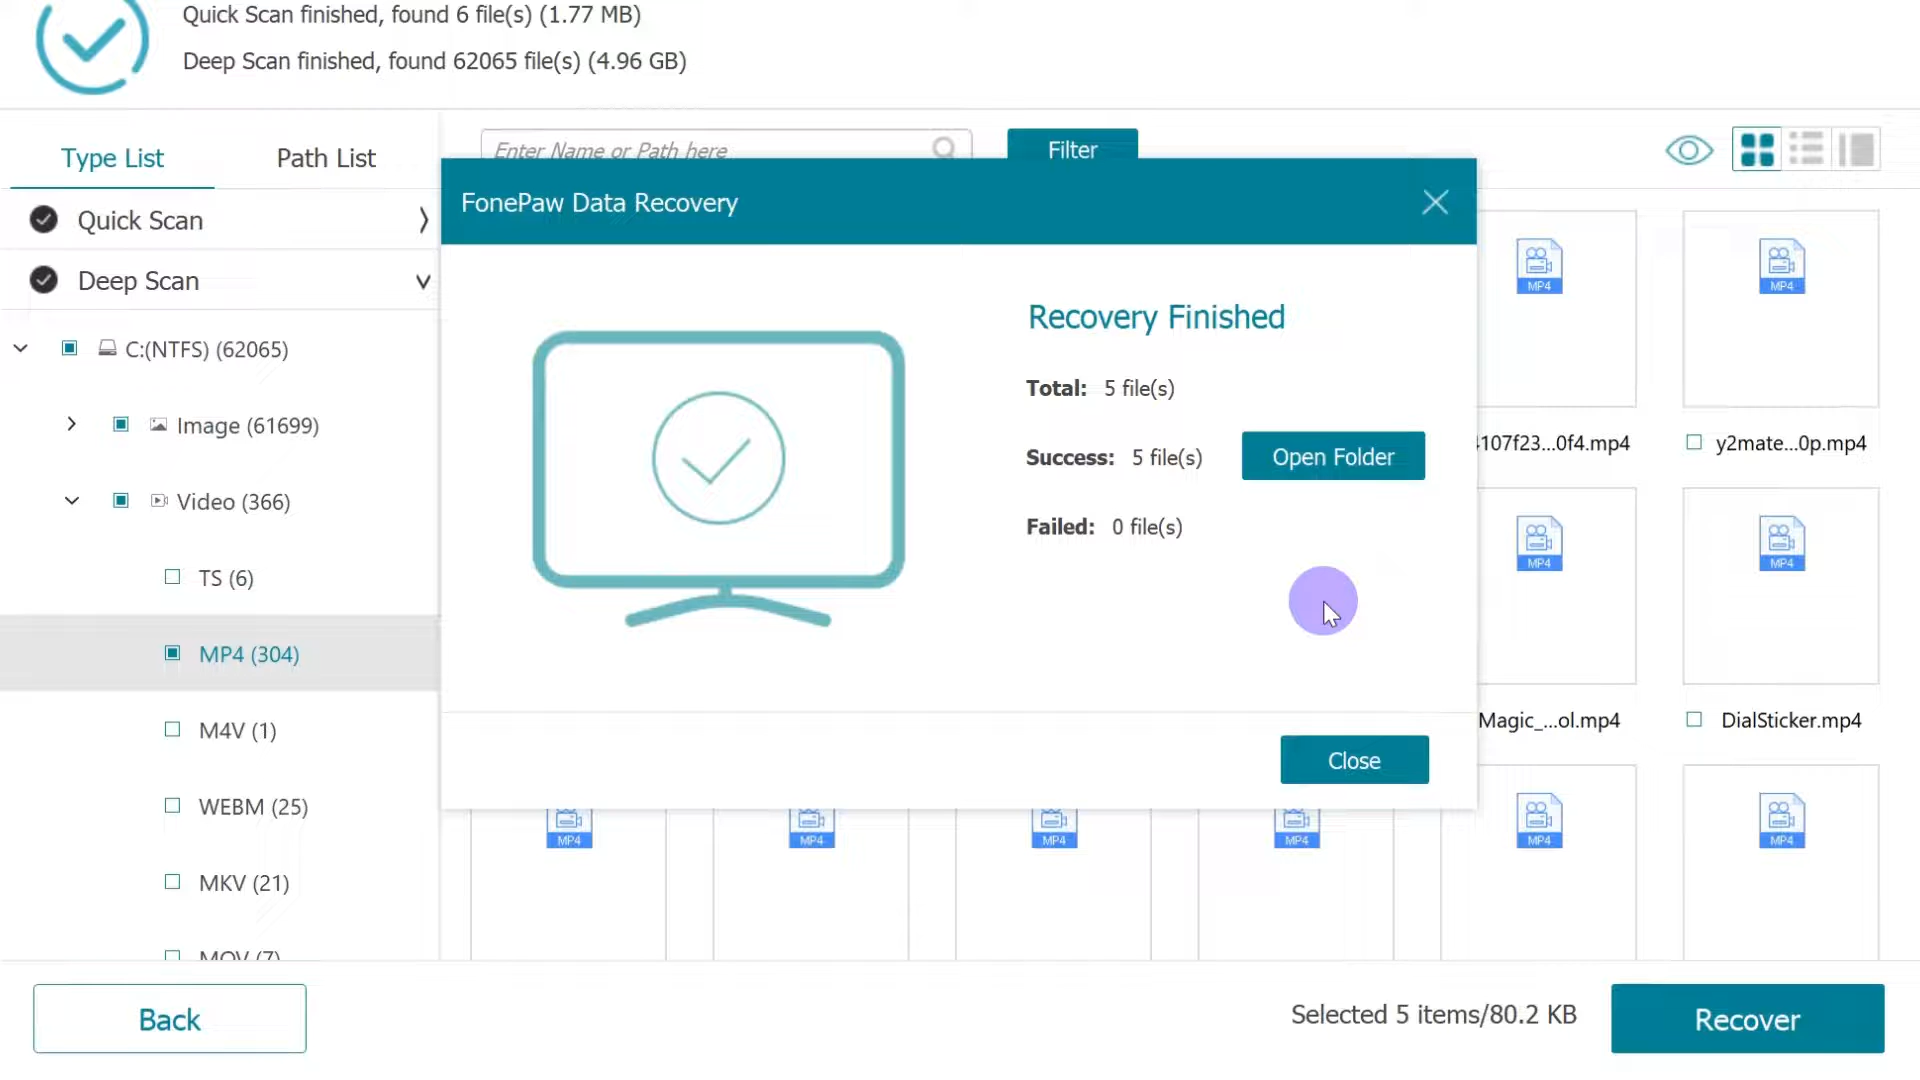 Quick Scan finished, found 6 file(s) (1.77 MB)
Deep Scan finished, found 62065 file(s) (4.96 GB)
Type List
Path List
Enter Name or Path here
Filter
Quick Scan
Deep Scan
C:(NTFS) (62065)
Image (61699)
Video (366)
TS (6)
MP4 (304)
M4V (1)
WEBM (25)
MKV (21)
MOV (7)
FonePaw Data Recovery
Recovery Finished
Total: 5 file(s)
Success: 5 file(s)
Open Folder
Failed: 0 file(s)
Close
MP4
MP4
4107f23...0f4.mp4
y2mate...0p.mp4
MP4
MP4
Magic_...ol.mp4
DialSticker.mp4
MP4
MP4
MP4
MP4
MP4
MP4
Back
Selected 5 items/80.2 KB
Recover